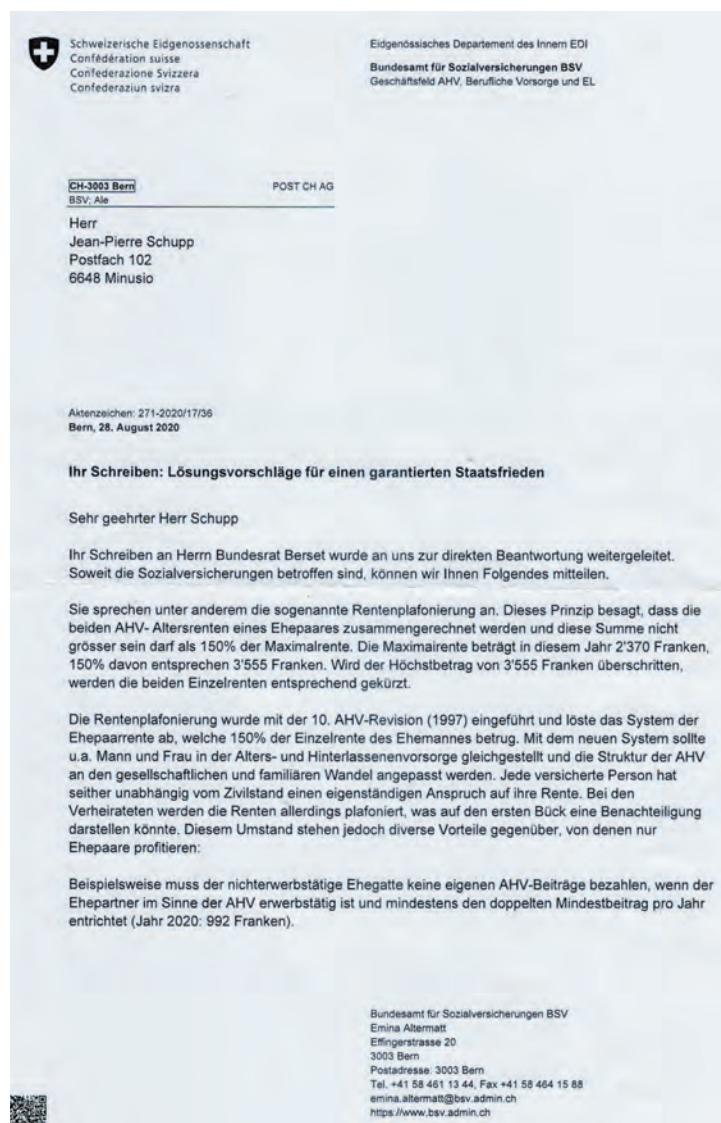 Schweizerische Eidgenossenschaft
Confédération suisse
Confederazione Svizzera
Confederaziun svizra
Eidgenössisches Departement des Innern EDI
Bundesamt für Sozialversicherungen BSV
Geschäftsfeld AHV, Berufliche Vorsorge und EL
CH-3003 Bern POST CH AG
BSV; Ale
Herr
Jean-Pierre Schupp
Postfach 102
6648 Minusio
Aktenzeichen: 271-2020/17/36
Bern, 28. August 2020
Ihr Schreiben: Lösungsvorschläge für einen garantierten Staatsfrieden
Sehr geehrter Herr Schupp
Ihr Schreiben an Herrn Bundesrat Berset wurde an uns zur direkten Beantwortung weitergeleitet.
Soweit die Sozialversicherungen betroffen sind, können wir Ihnen Folgendes mitteilen.
Sie sprechen unter anderem die sogenannte Rentenplafonierung an. Dieses Prinzip besagt, dass die
beiden AHV- Altersrenten eines Ehepaares zusammengerechnet werden und diese Summe nicht
grösser sein darf als 150% der Maximalrente. Die Maximairente beträgt in diesem Jahr 2'370 Franken,
150% davon entsprechen 3'555 Franken. Wird der Höchstbetrag von 3'555 Franken überschritten,
werden die beiden Einzelrenten entsprechend gekürzt.
Die Rentenplafonierung wurde mit der 10. AHV-Revision (1997) eingeführt und löste das System der
Ehepaarrente ab, welche 150% der Einzelrente des Ehemannes betrug. Mit dem neuen System sollte
u.a. Mann und Frau in der Alters- und Hinterlassenenvorsorge gleichgestellt und die Struktur der AHV
an den gesellschaftlichen und familiären Wandel angepasst werden. Jede versicherte Person hat
seither unabhängig vom Zivilstand einen eigenständigen Anspruch auf ihre Rente. Bei den
Verheirateten werden die Renten allerdings plafoniert, was auf den ersten Bück eine Benachteiligung
darstellen könnte. Diesem Umstand stehen jedoch diverse Vorteile gegenüber, von denen nur
Ehepaare profitieren:
Beispielsweise muss der nichterwerbstätige Ehegatte keine eigenen AHV-Beiträge bezahlen, wenn der
Ehepartner im Sinne der AHV erwerbstätig ist und mindestens den doppelten Mindestbeitrag pro Jahr
entrichtet (Jahr 2020: 992 Franken).
Bundesamt für Sozialversicherungen BSV
Emina Altermatt
Effingerstrasse 20
3003 Bern
Postadresse: 3003 Bern
Tel. +41 58 461 13 44, Fax +41 58 464 15 88
emina.altermatt@bsv.admin.ch
https://www.bsv.admin.ch